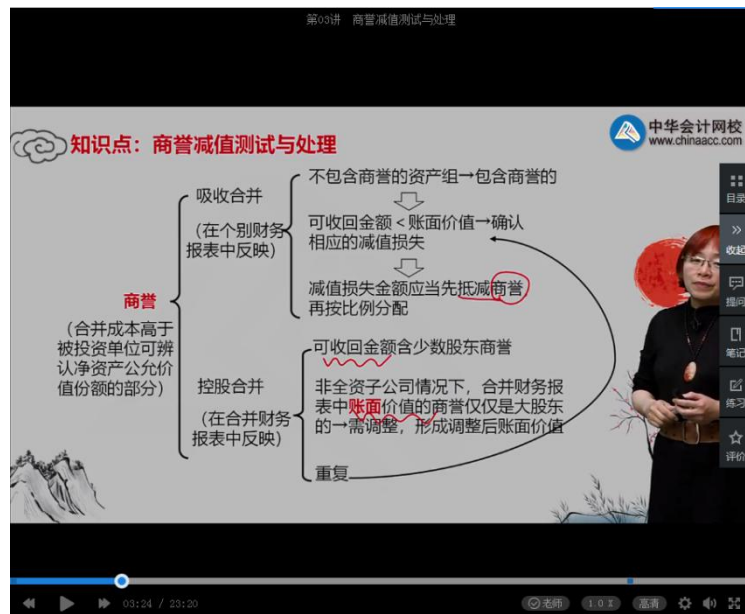 第03讲 商誉减值测试与处理
中华会计网校
www.chinaacc.com
知识点：商誉减值测试与处理
商誉
（合并成本高于
被投资单位可辨
认净资产公允价
值份额的部分）
吸收合并
（在个别财务
报表中反映）
不包含商誉的资产组→包含商誉的
可收回金额＜账面价值→确认
相应的减值损失
减值损失金额应当先抵减商誉
再按比例分配
控股合并
（在合并财务
报表中反映）
可收回金额含少数股东商誉
非全资子公司情况下，合并财务报
表中账面价值的商誉仅仅是大股东
的→需调整，形成调整后账面价值
重复
目录
收起
提问
笔记
练习
评价
03:24 / 23:20
老师
1.0 X
高清